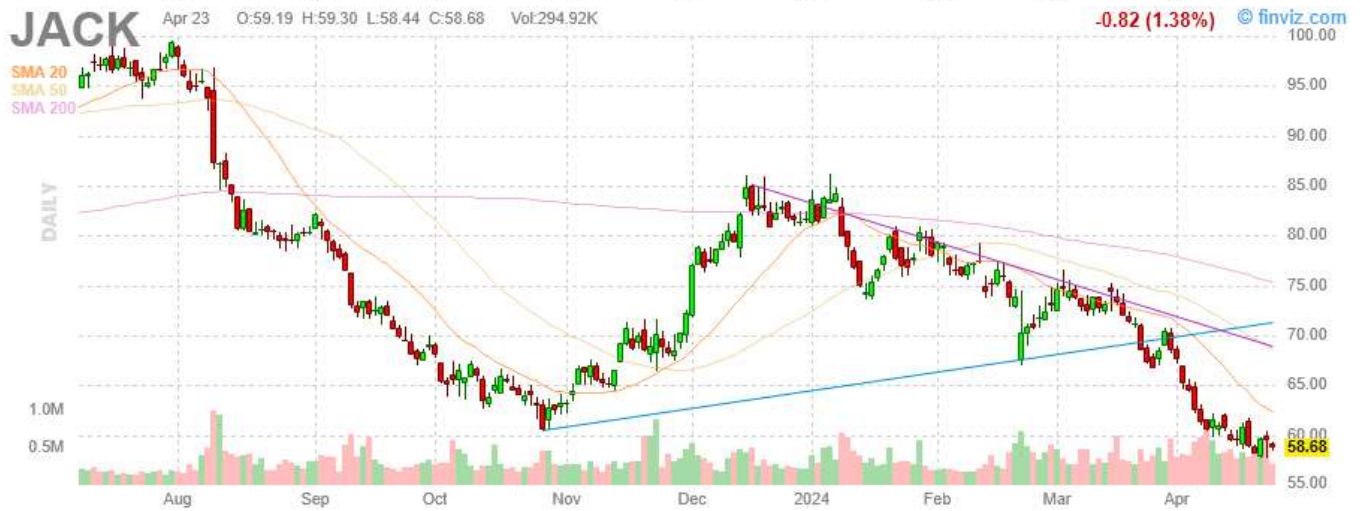 JACK Apr 23 O:59.19 H:59.30 L:58.44 C:58.68 Vol:294.92K -0.82 (1.38%) © finviz.com
SMA 20
SMA 50
SMA 200
DAILY
100.00
95.00
90.00
85.00
80.00
75.00
70.00
65.00
60.00
58.68
55.00
1.0M
0.5M
Aug Sep Oct Nov Dec 2024 Feb Mar Apr